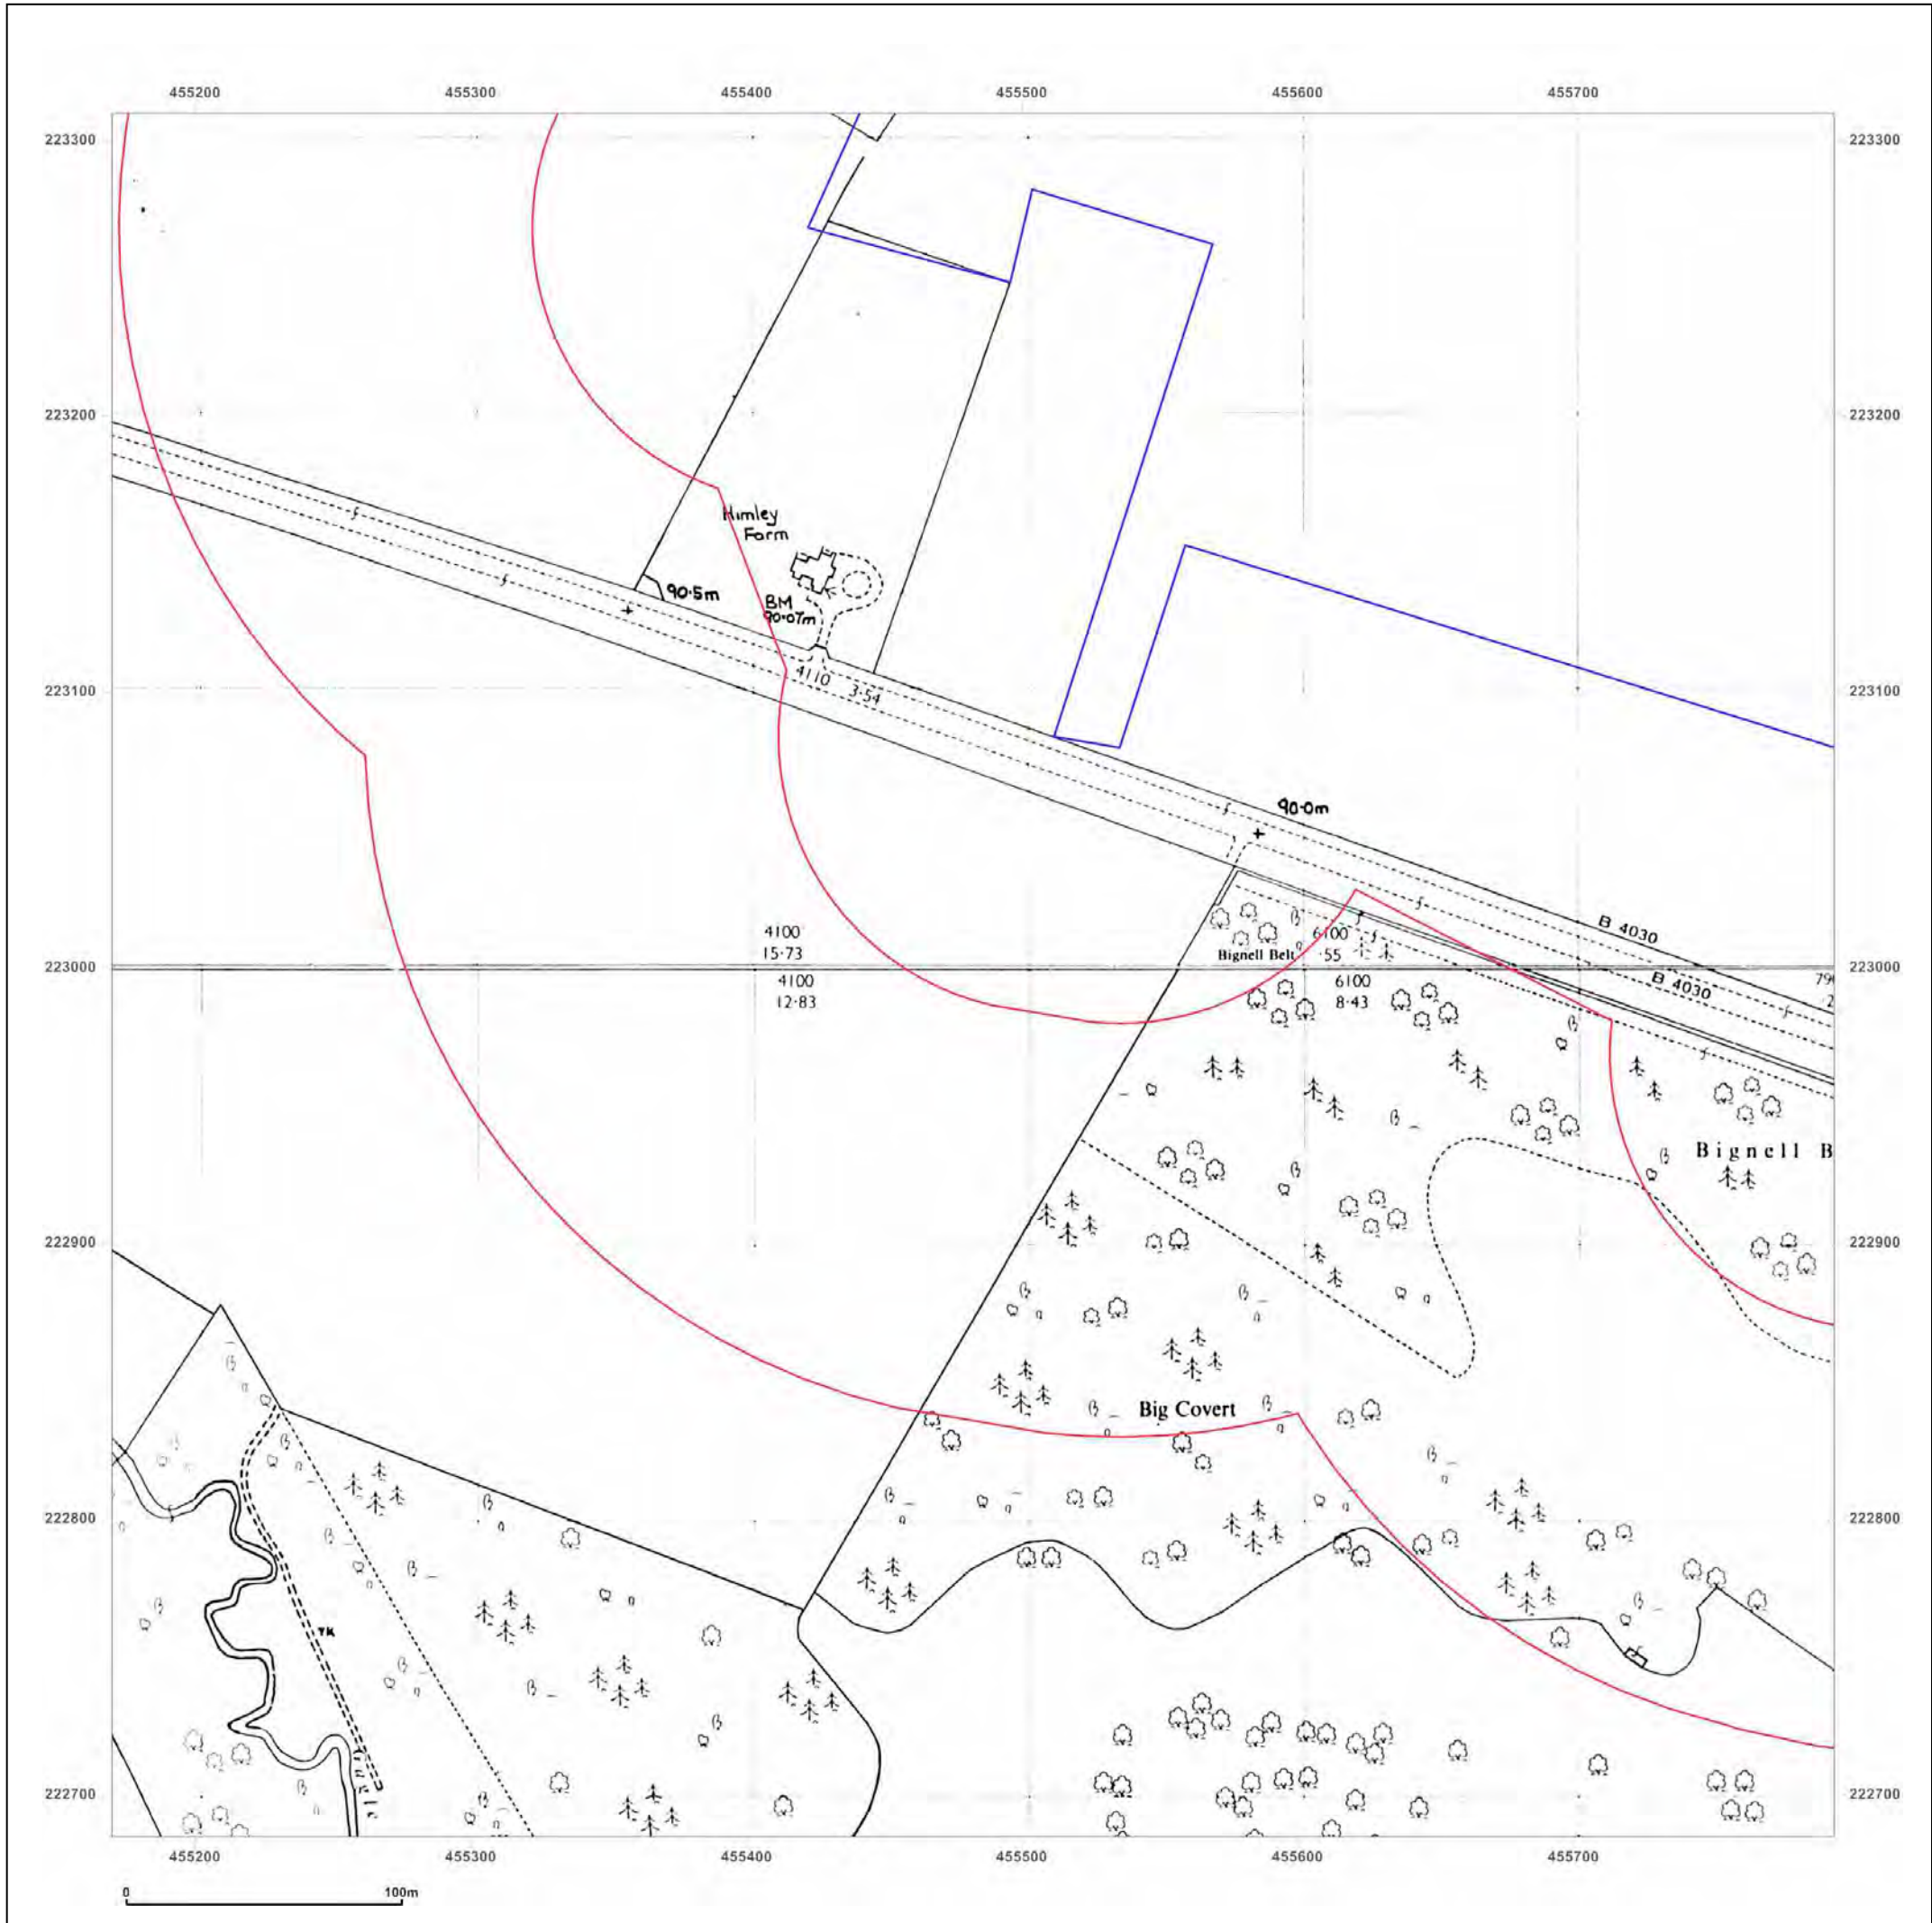 455200 455300 455400 455500 455600 455700
223300 223300
223200 223200
Himley
Farm
90·5m
BM
90·07m
4110 3·54
223100 223100
90·0m
B 4030
4100
15·73
6100
Bignell Belt ·55
223000 223000
4100
12·83
6100
8·43
B 4030
Bignell B
222900 222900
Big Covert
222800 222800
TK
Gagle
222700 222700
455200 455300 455400 455500 455600 455700
0 100m